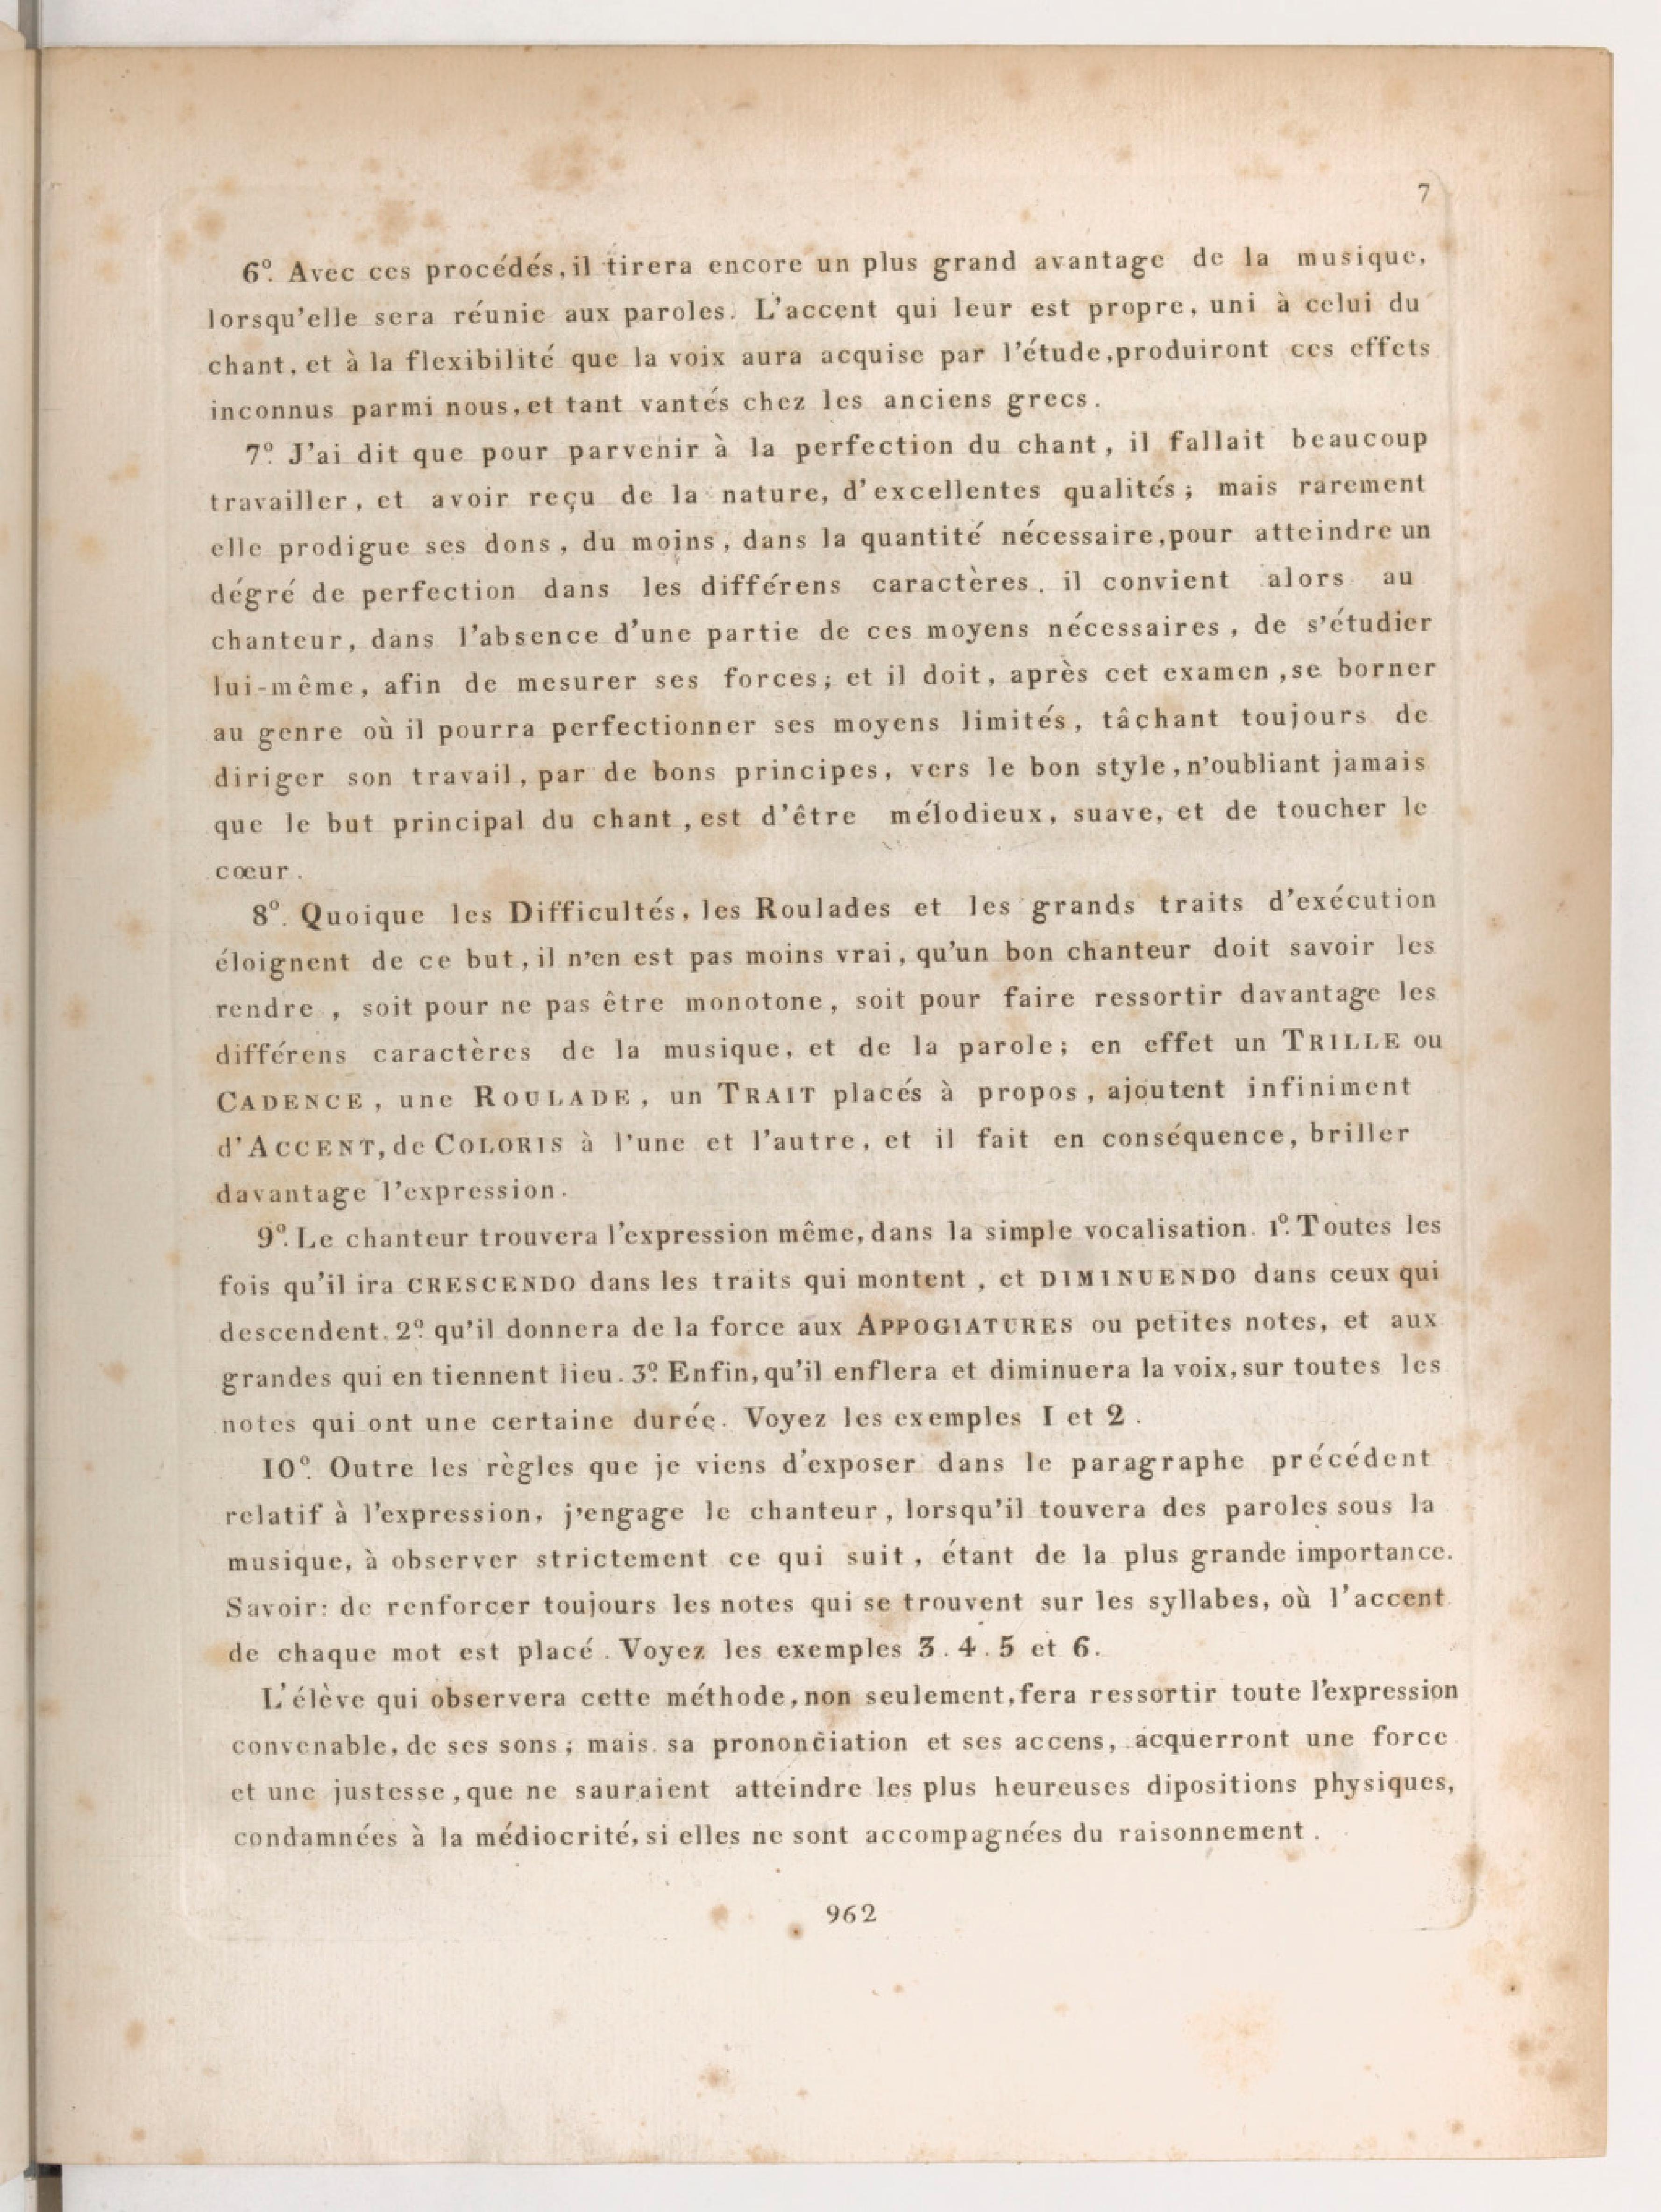 7
6º. Avec ces procédés, il tirera encore un plus grand avantage de la musique,
lorsqu'elle sera réunie aux paroles. L'accent qui leur est propre, uni à celui du
chant, et à la flexibilité que la voix aura acquise par l'étude, produiront ces effets
inconnus parmi nous, et tant vantés chez les anciens grecs.
7º. J'ai dit que pour parvenir à la perfection du chant, il fallait beaucoup
travailler, et avoir reçu de la nature, d'excellentes qualités; mais rarement
elle prodigue ses dons, du moins, dans la quantité nécessaire, pour atteindre un
dégré de perfection dans les différens caractères. il convient alors au
chanteur, dans l'absence d'une partie de ces moyens nécessaires, de s'étudier
lui-même, afin de mesurer ses forces; et il doit, après cet examen, se borner
au genre où il pourra perfectionner ses moyens limités, tâchant toujours de
diriger son travail, par de bons principes, vers le bon style, n'oubliant jamais
que le but principal du chant, est d'être mélodieux, suave, et de toucher le
cœur.
8º. Quoique les Difficultés, les Roulades et les grands traits d'exécution
éloignent de ce but, il n'en est pas moins vrai, qu'un bon chanteur doit savoir les
rendre, soit pour ne pas être monotone, soit pour faire ressortir davantage les
différens caractères de la musique, et de la parole; en effet un TRILLE ou
CADENCE, une ROULADE, un TRAIT placés à propos, ajoutent infiniment
d'ACCENT, de COLORIS à l'une et l'autre, et il fait en conséquence, briller
davantage l'expression.
9º. Le chanteur trouvera l'expression même, dans la simple vocalisation. 1º. Toutes les
fois qu'il ira CRESCENDO dans les traits qui montent, et DIMINUENDO dans ceux qui
descendent. 2º. qu'il donnera de la force aux APPOGIATURES ou petites notes, et aux
grandes qui en tiennent lieu. 3º. Enfin, qu'il enflera et diminuera la voix, sur toutes les
notes qui ont une certaine durée. Voyez les exemples I et 2.
10º. Outre les règles que je viens d'exposer dans le paragraphe précédent
relatif à l'expression, j'engage le chanteur, lorsqu'il touvera des paroles sous la
musique, à observer strictement ce qui suit, étant de la plus grande importance.
Savoir: de renforcer toujours les notes qui se trouvent sur les syllabes, où l'accent
de chaque mot est placé. Voyez les exemples 3. 4. 5 et 6.
L'élève qui observera cette méthode, non seulement, fera ressortir toute l'expression
convenable, de ses sons; mais sa prononciation et ses accens, acquerront une force
et une justesse, que ne sauraient atteindre les plus heureuses dipositions physiques,
condamnées à la médiocrité, si elles ne sont accompagnées du raisonnement.
962